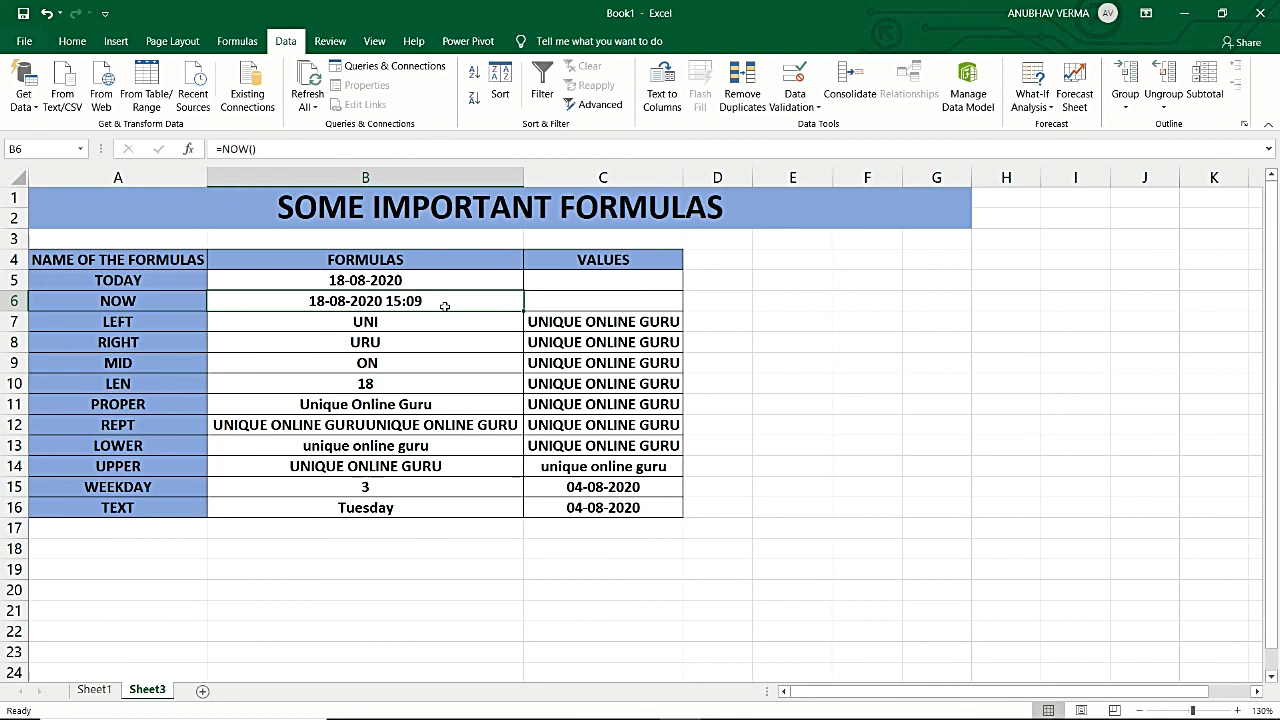 Book1 - Excel
ANUBHAV VERMA AV
File Home Insert Page Layout Formulas Data Review View Help Power Pivot Tell me what you want to do Share
Get Data From Text/CSV From Web From Table/Range Recent Sources Existing Connections
Get & Transform Data
Refresh All Queries & Connections Properties Edit Links
Queries & Connections
Sort Filter Clear Reapply Advanced
Sort & Filter
Text to Columns Flash Fill Remove Duplicates Data Validation Consolidate Relationships Manage Data Model
Data Tools
What-If Analysis Forecast Sheet
Forecast
Group Ungroup Subtotal
Outline
B6 fx =NOW()
A B C D E F G H I J K
1 SOME IMPORTANT FORMULAS
2
3
4 NAME OF THE FORMULAS FORMULAS VALUES
5 TODAY 18-08-2020
6 NOW 18-08-2020 15:09
7 LEFT UNI UNIQUE ONLINE GURU
8 RIGHT URU UNIQUE ONLINE GURU
9 MID ON UNIQUE ONLINE GURU
10 LEN 18 UNIQUE ONLINE GURU
11 PROPER Unique Online Guru UNIQUE ONLINE GURU
12 REPT UNIQUE ONLINE GURUUNIQUE ONLINE GURU UNIQUE ONLINE GURU
13 LOWER unique online guru UNIQUE ONLINE GURU
14 UPPER UNIQUE ONLINE GURU unique online guru
15 WEEKDAY 3 04-08-2020
16 TEXT Tuesday 04-08-2020
17
18
19
20
21
22
23
24
Sheet1 Sheet3
Ready 130%